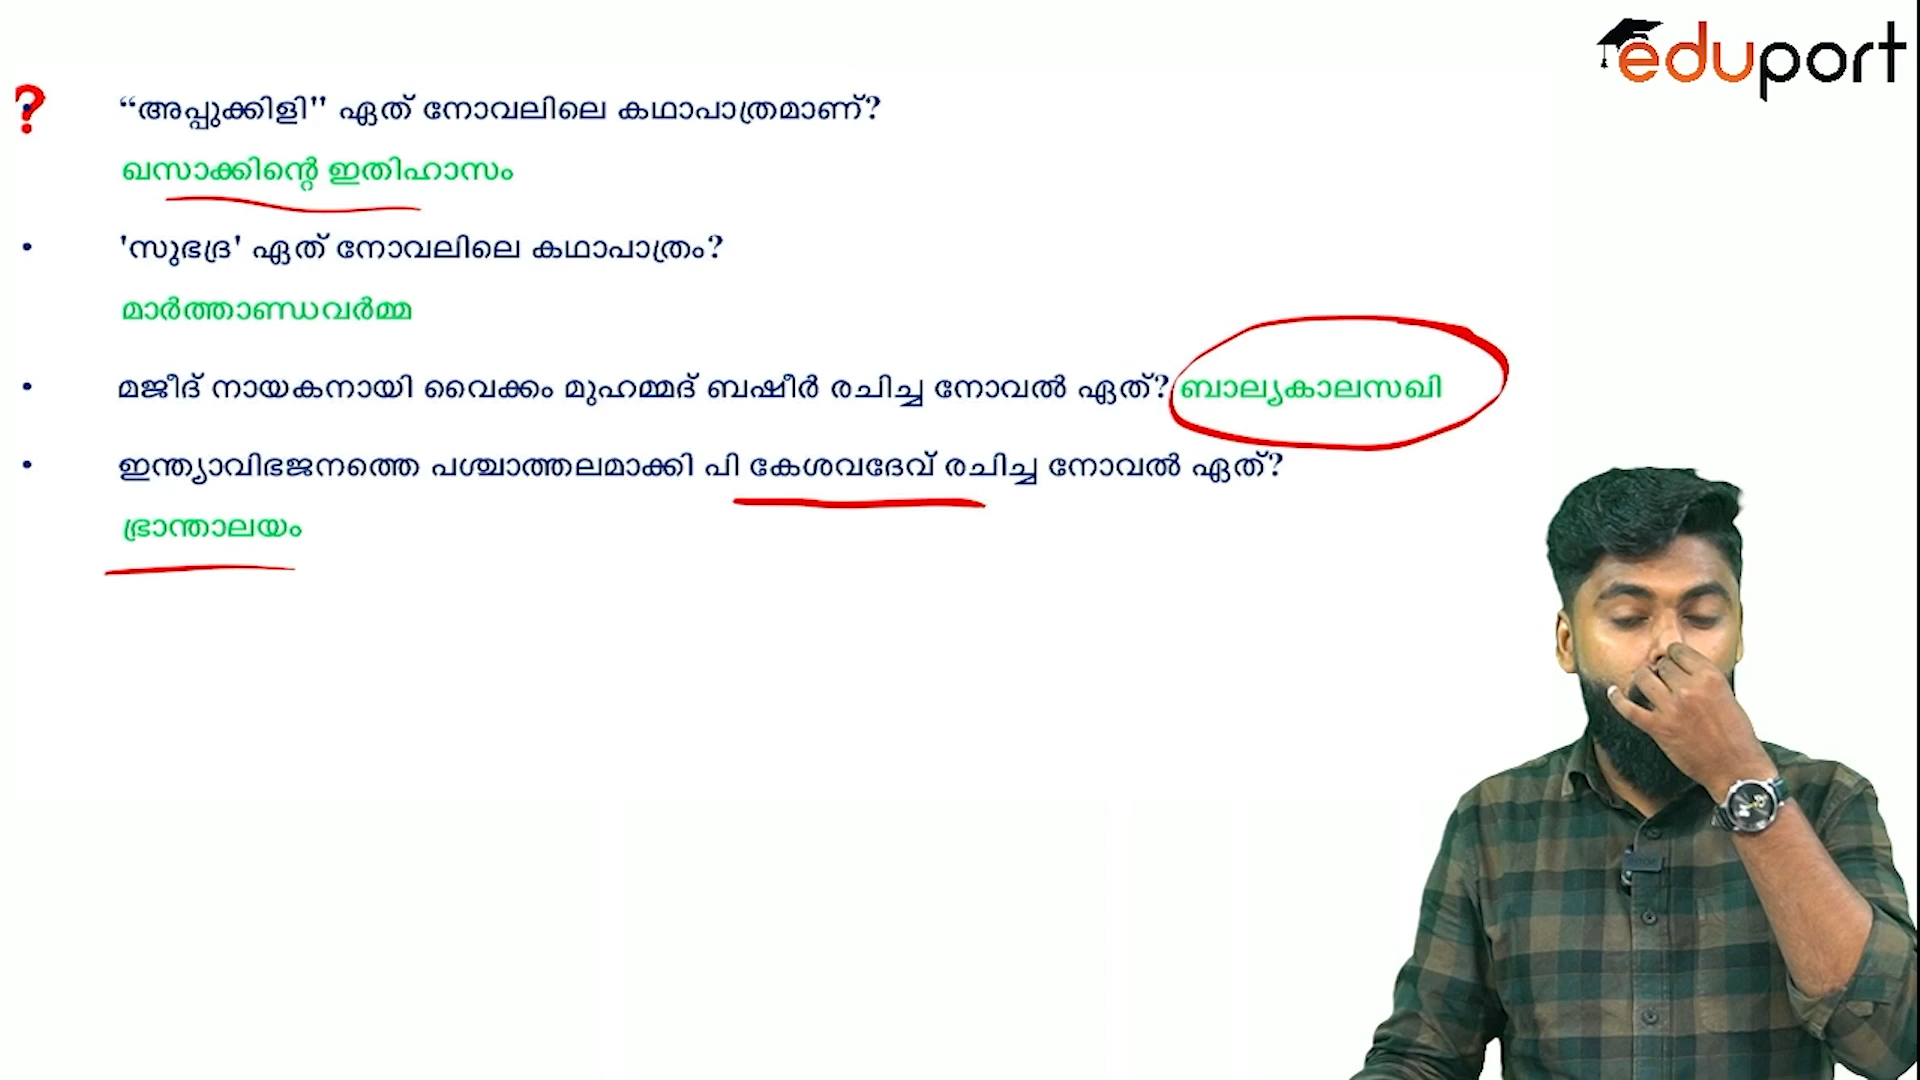 eduport
? “അപ്പുക്കിളി" ഏത് നോവലിലെ കഥാപാത്രമാണ്?
ഖസാക്കിന്റെ ഇതിഹാസം
• 'സുഭദ്ര' ഏത് നോവലിലെ കഥാപാത്രം?
മാർത്താണ്ഡവർമ്മ
• മജീദ് നായകനായി വൈക്കം മുഹമ്മദ് ബഷീർ രചിച്ച നോവൽ ഏത്? ബാല്യകാലസഖി
• ഇന്ത്യാവിഭജനത്തെ പശ്ചാത്തലമാക്കി പി കേശവദേവ് രചിച്ച നോവൽ ഏത്?
ഭ്രാന്താലയം